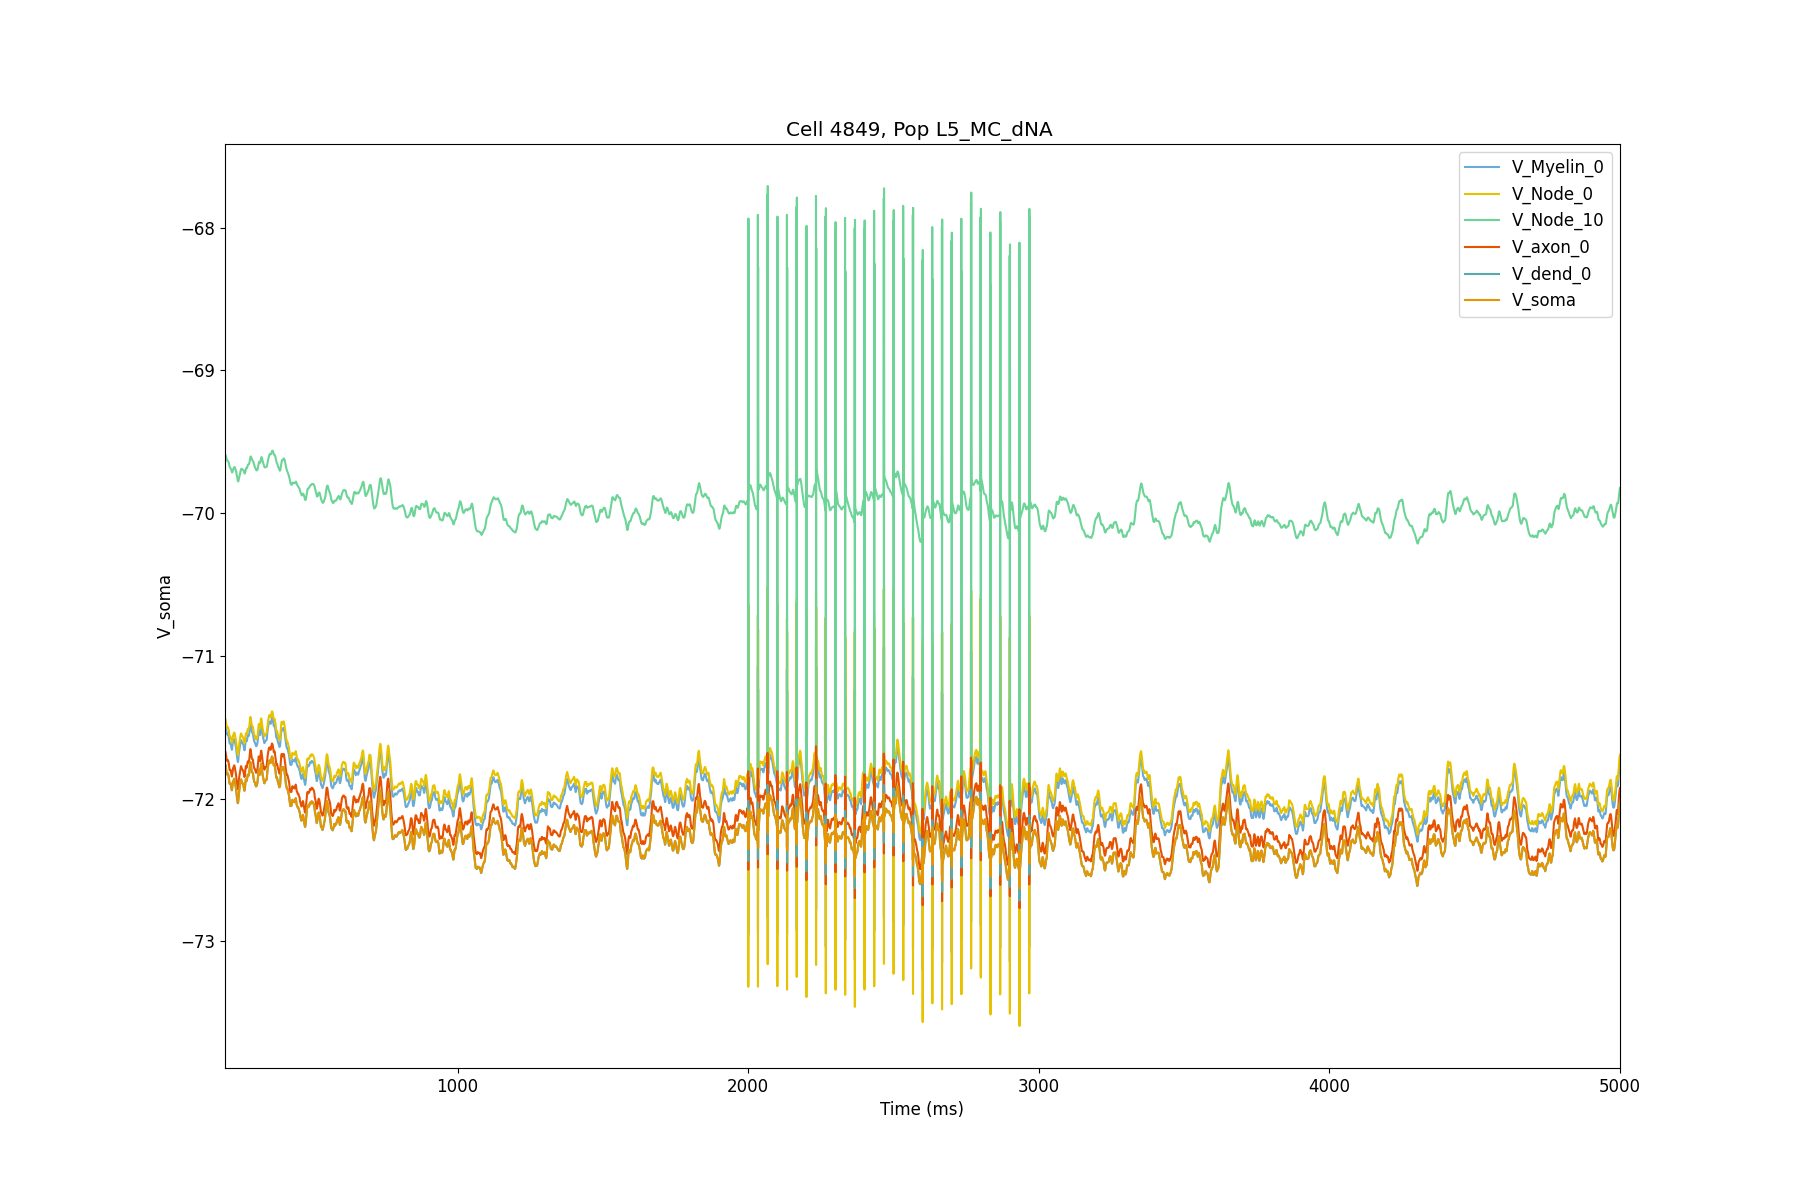 Cell 4849, Pop L5_MC_dNA
V_Myelin_0
V_Node_0
V_Node_10
V_axon_0
V_dend_0
V_soma
−68
−69
−70
−71
−72
−73
V_soma
1000
2000
3000
4000
5000
Time (ms)